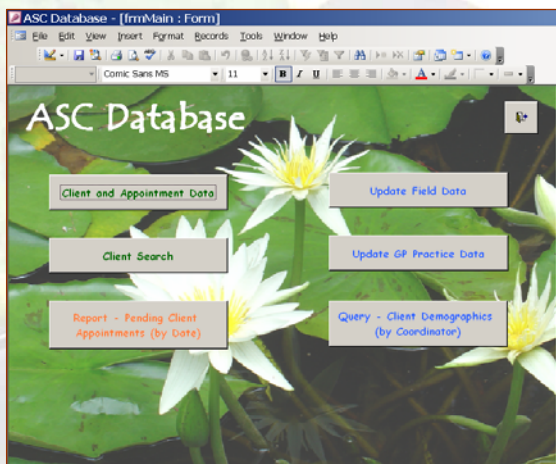 ASC Database - [frmMain : Form]
File Edit View Insert Format Records Tools Window Help
Comic Sans MS 11 B I U
ASC Database
Client and Appointment Data
Update Field Data
Client Search
Update GP Practice Data
Report - Pending Client
Appointments (by Date)
Query - Client Demographics
(by Coordinator)